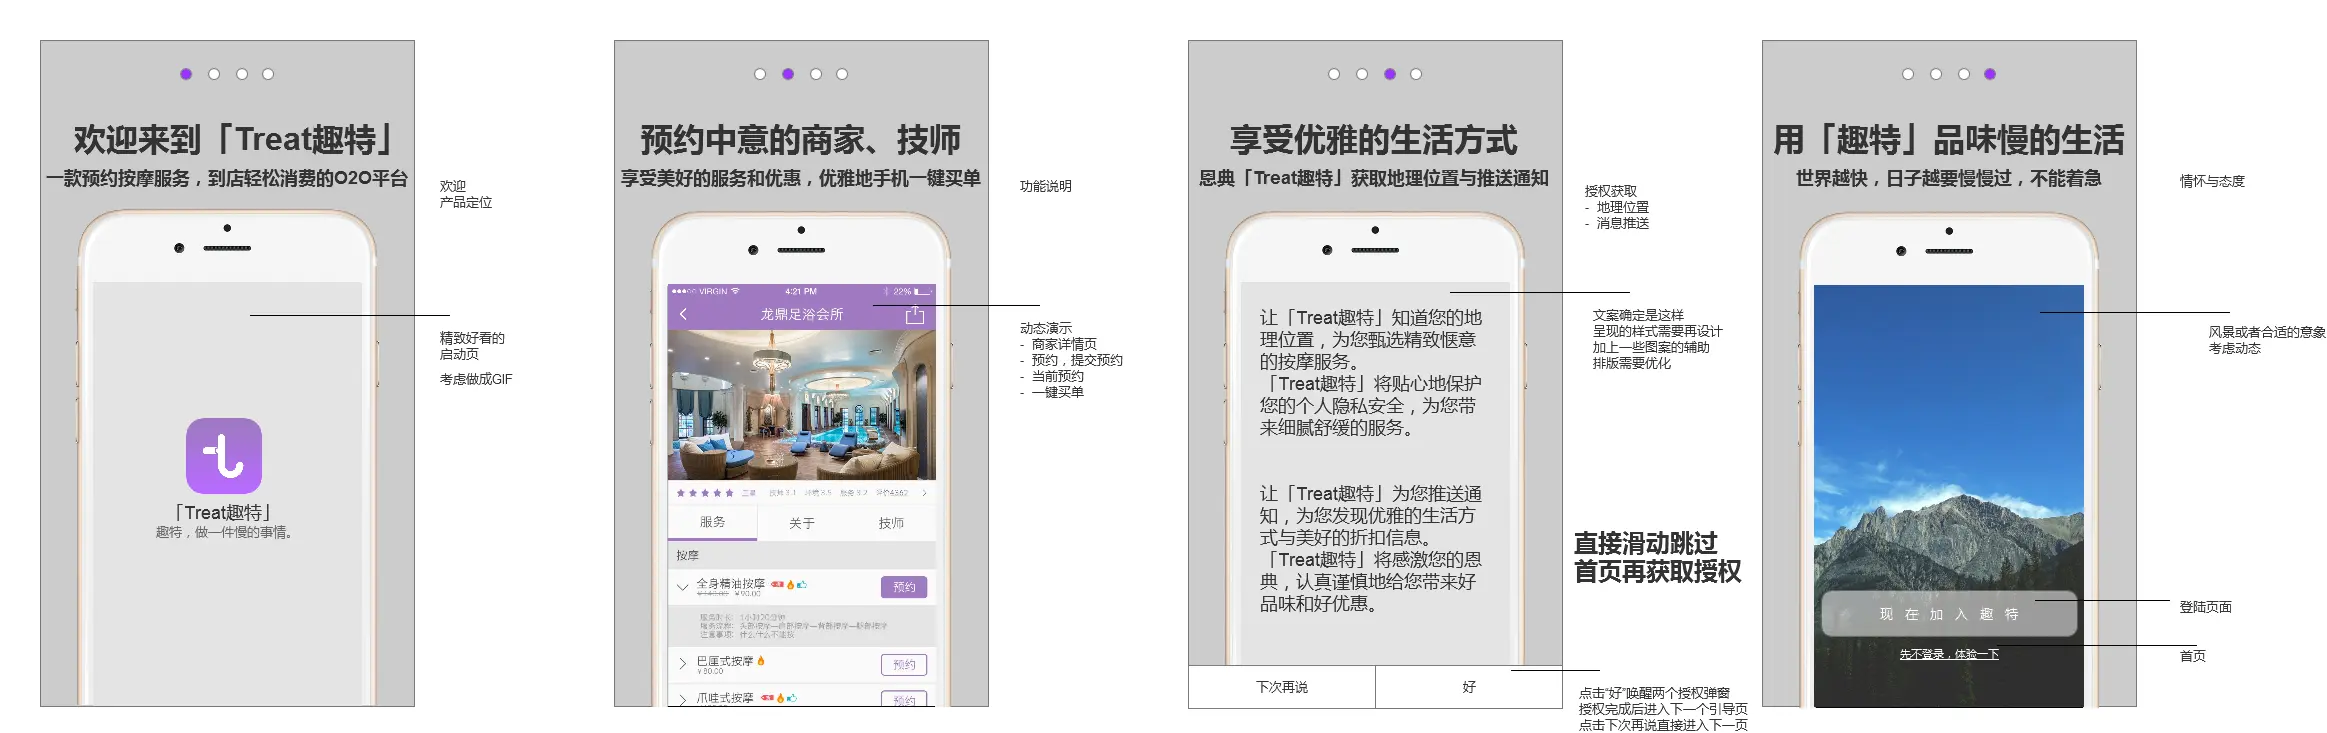 欢迎来到「Treat趣特」
一款预约按摩服务，到店轻松消费的O2O平台
欢迎
产品定位
精致好看的
启动页
考虑做成GIF
「Treat趣特」
趣特，做一件慢的事情。
预约中意的商家、技师
享受美好的服务和优惠，优雅地手机一键买单
功能说明
VIRGIN
4:21 PM
22%
龙鼎足浴会所
动态演示
- 商家详情页
- 预约，提交预约
- 当前预约
- 一键买单
服务
关于
技师
按摩
全身精油按摩
预约
¥90.00
巴厘式按摩
预约
¥80.00
爪哇式按摩
预约
享受优雅的生活方式
恩典「Treat趣特」获取地理位置与推送通知
授权获取
- 地理位置
- 消息推送
让「Treat趣特」知道您的地
理位置，为您甄选精致惬意
的按摩服务。
「Treat趣特」将贴心地保护
您的个人隐私安全，为您带
来细腻舒缓的服务。
让「Treat趣特」为您推送通
知，为您发现优雅的生活方
式与美好的折扣信息。
「Treat趣特」将感激您的恩
典，认真谨慎地给您带来好
品味和好优惠。
文案确定是这样
呈现的样式需要再设计
加上一些图案的辅助
排版需要优化
直接滑动跳过
首页再获取授权
下次再说
好
点击“好”唤醒两个授权弹窗
授权完成后进入下一个引导页
点击下次再说直接进入下一页
用「趣特」品味慢的生活
世界越快，日子越要慢慢过，不能着急
情怀与态度
风景或者合适的意象
考虑动态
现在加入趣特
登陆页面
先不登录，体验一下
首页